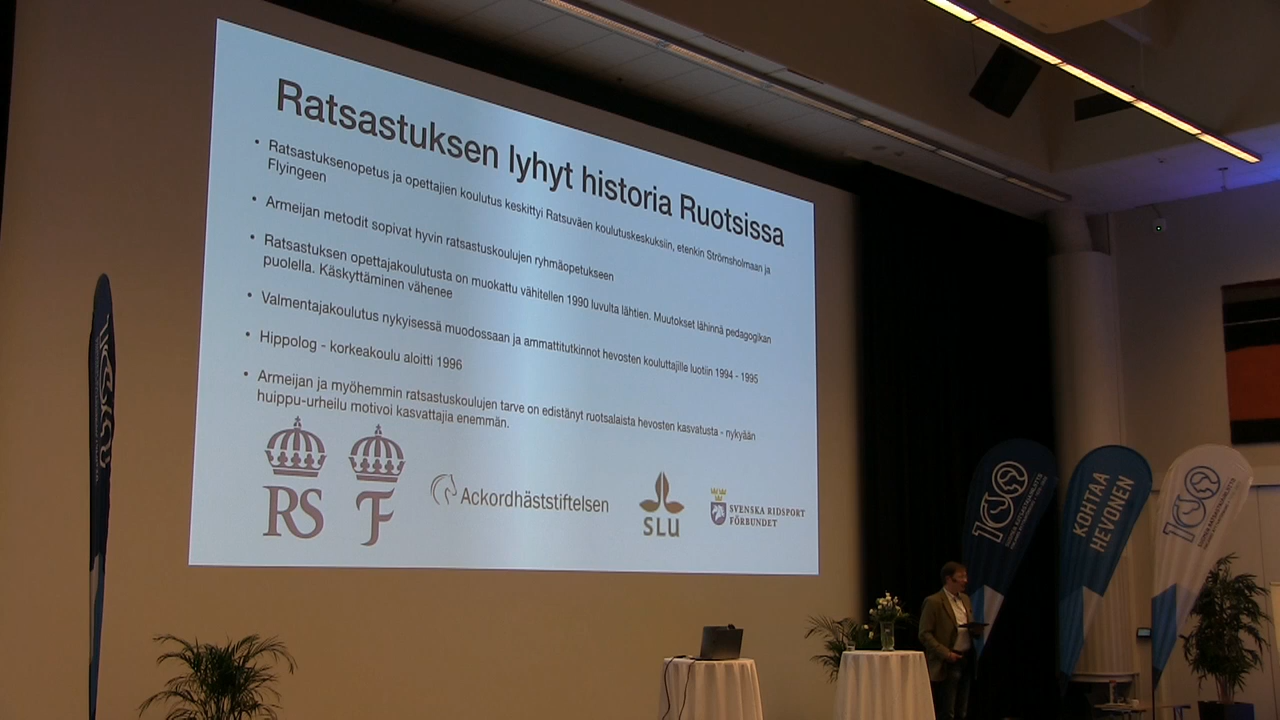 Ratsastuksen lyhyt historia Ruotsissa
• Ratsastuksenopetus ja opettajien koulutus keskittyi Ratsuväen koulutuskeskuksiin, etenkin Strömsholmaan ja
Flyingeen
• Armeijan metodit sopivat hyvin ratsastuskoulujen ryhmäopetukseen
• Ratsastuksen opettajakoulutusta on muokattu vähitellen 1990 luvulta lähtien. Muutokset lähinnä pedagogikan
puolella. Käskyttäminen vähenee
• Valmentajakoulutus nykyisessä muodossaan ja ammattitutkinnot hevosten kouluttajille luotiin 1994 - 1995
• Hippolog - korkeakoulu aloitti 1996
• Armeijan ja myöhemmin ratsastuskoulujen tarve on edistänyt ruotsalaista hevosten kasvatusta - nykyään
huippu-urheilu motivoi kasvattajia enemmän.
RS
F
Ackordhäststiftelsen
SLU
SVENSKA RIDSPORT
FÖRBUNDET
100
KOHTAA
HEVONEN
100